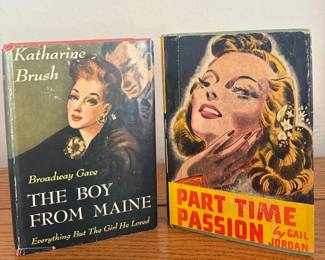 Katharine
Brush
Broadway Gave
THE BOY
FROM MAINE
Everything But The Girl He Loved
PART TIME
PASSION
by GAIL
JORDAN